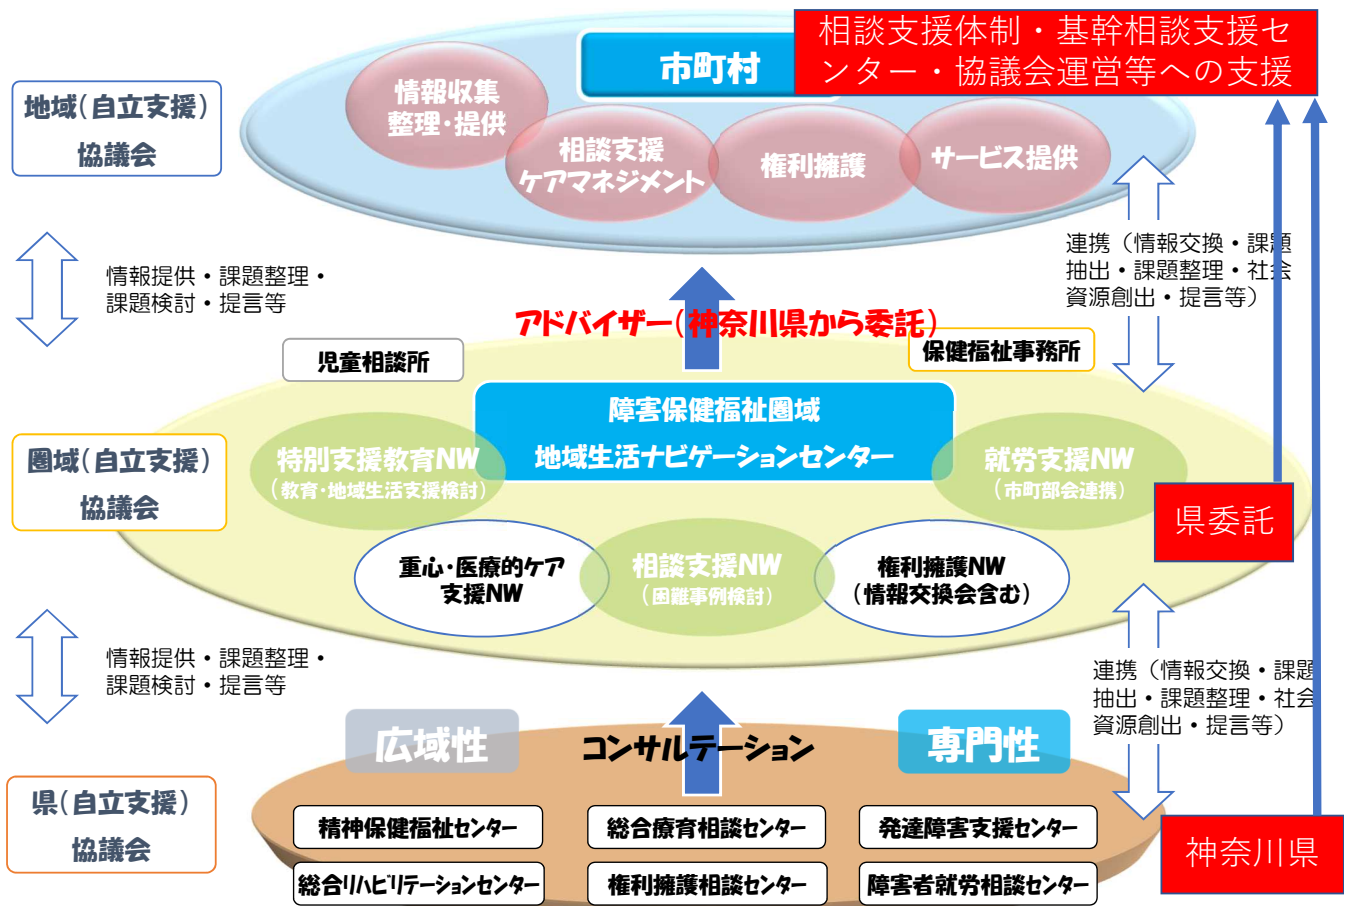 相談支援体制・基幹相談支援セ
ンター・協議会運営等への支援
市町村
地域(自立支援)
協議会
情報収集
整理・提供
相談支援
ケアマネジメント
権利擁護
サービス提供
情報提供・課題整理・
課題検討・提言等
連携（情報交換・課題
抽出・課題整理・社会
資源創出・提言等）
アドバイザー(神奈川県から委託)
児童相談所
保健福祉事務所
障害保健福祉圏域
地域生活ナビゲーションセンター
圏域(自立支援)
協議会
特別支援教育NW
(教育・地域生活支援検討)
就労支援NW
(市町部会連携)
県委託
重心・医療的ケア
支援NW
相談支援NW
(困難事例検討)
権利擁護NW
(情報交換会含む)
情報提供・課題整理・
課題検討・提言等
連携（情報交換・課題
抽出・課題整理・社会
資源創出・提言等）
広域性
コンサルテーション
専門性
県(自立支援)
協議会
精神保健福祉センター
総合療育相談センター
発達障害支援センター
神奈川県
総合リハビリテーションセンター
権利擁護相談センター
障害者就労相談センター